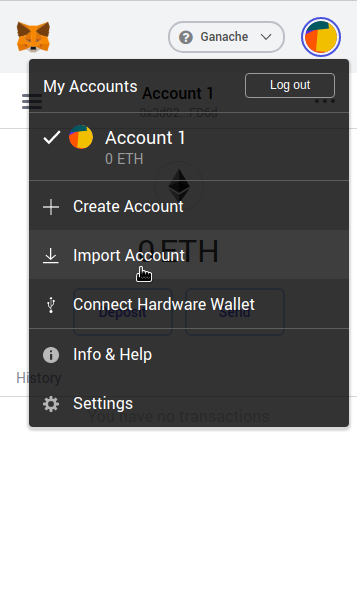 Ganache
My Accounts
Log out
Account 1
Account 1
0 ETH
Create Account
0 ETH
Import Account
Connect Hardware Wallet
Deposit
Send
Info & Help
History
Settings
You have no transactions